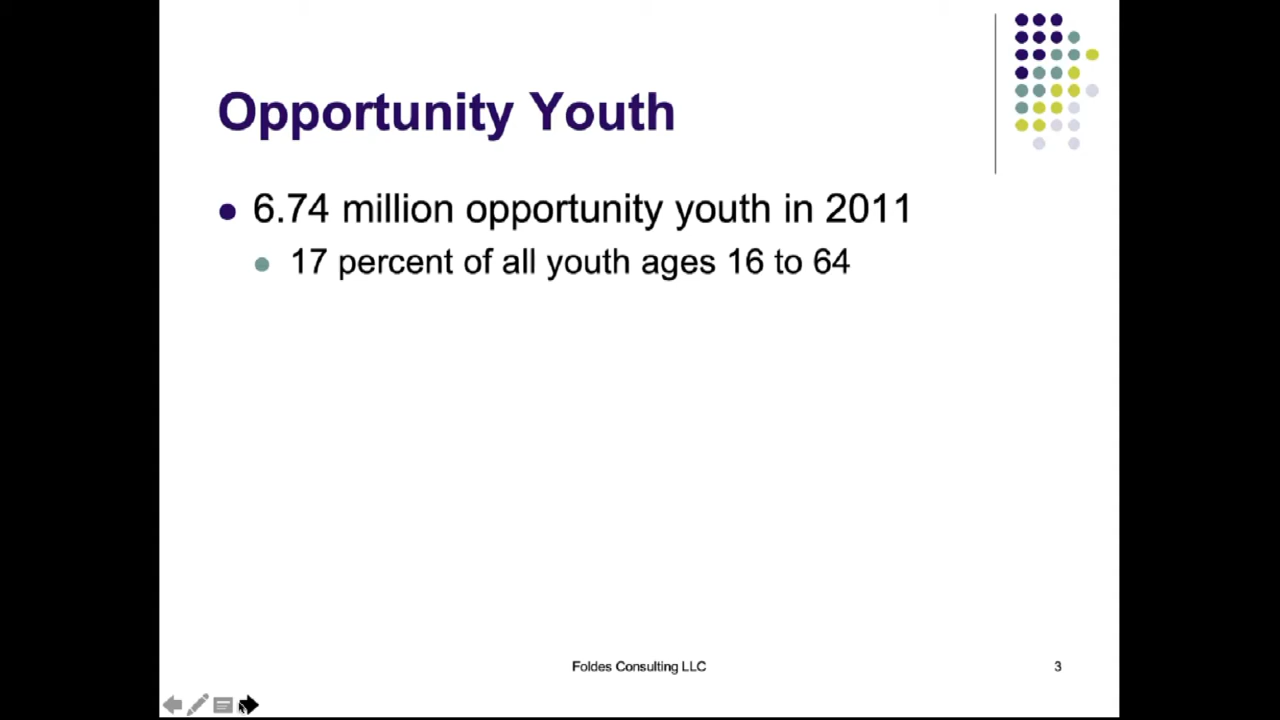 Opportunity Youth
6.74 million opportunity youth in 2011
17 percent of all youth ages 16 to 64
Foldes Consulting LLC
3